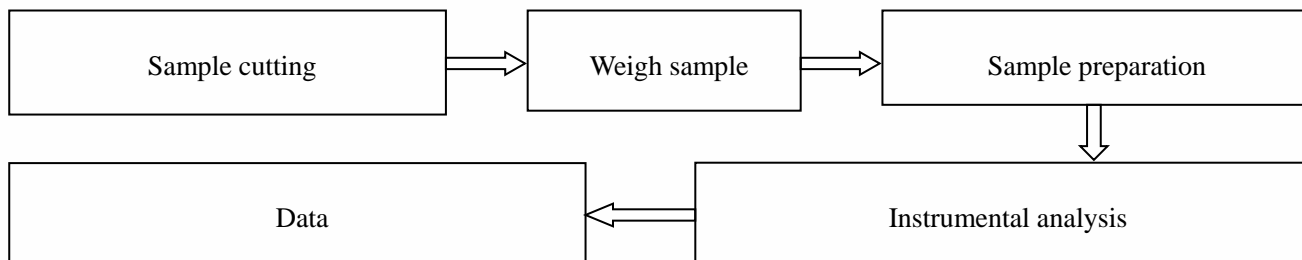 Sample cutting
Weigh sample
Sample preparation
Instrumental analysis
Data